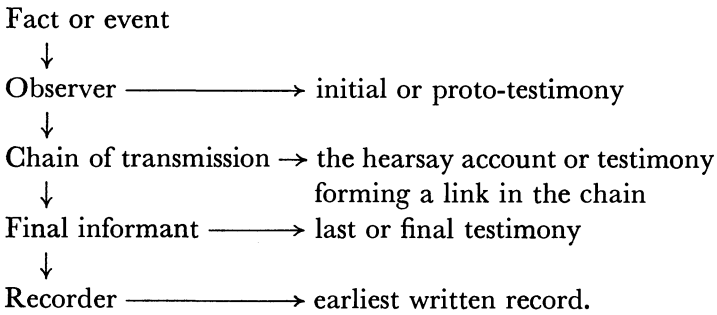 Fact or event
↓
Observer ⟶ initial or proto-testimony
↓
Chain of transmission → the hearsay account or testimony
↓ forming a link in the chain
Final informant ⟶ last or final testimony
↓
Recorder ⟶ earliest written record.